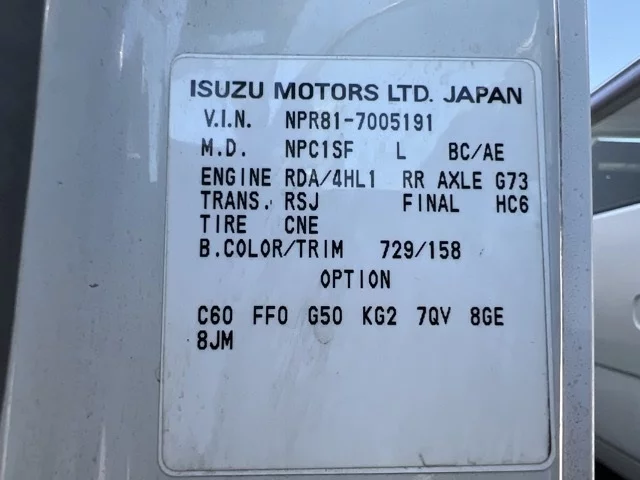 ISUZU MOTORS LTD. JAPAN
V.I.N. NPR81-7005191
M.D. NPC1SF L BC/AE
ENGINE RDA/4HL1 RR AXLE G73
TRANS. RSJ FINAL HC6
TIRE CNE
B.COLOR/TRIM 729/158
OPTION
C60 FF0 G50 KG2 7QV 8GE
8JM